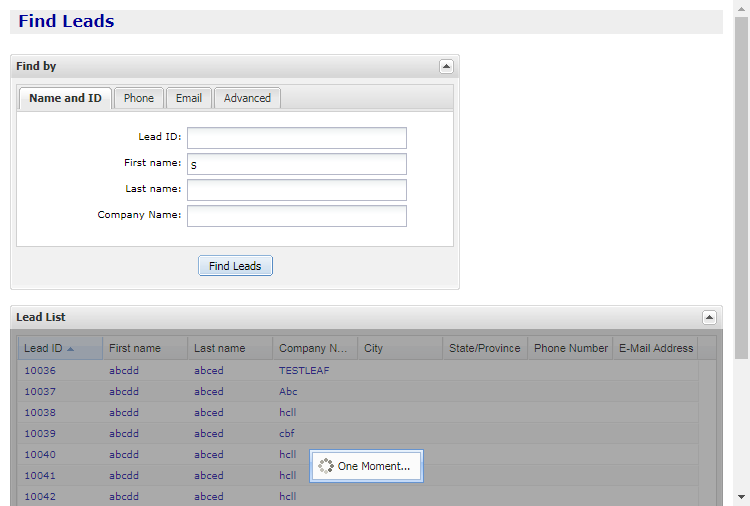 Find Leads
Find by
Name and ID Phone Email Advanced
Lead ID:
First name: s
Last name:
Company Name:
Find Leads
Lead List
Lead ID First name Last name Company N... City State/Province Phone Number E-Mail Address
10036 abcdd abced TESTLEAF
10037 abcdd abced Abc
10038 abcdd abced hcll
10039 abcdd abced cbf
10040 abcdd abced hcll
One Moment...
10041 abcdd abced hcll
10042 abcdd abced hcll